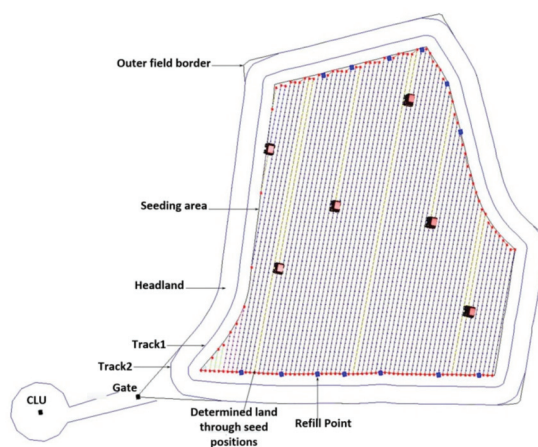 Outer field border
Seeding area
Headland
Track1
Track2
Gate
CLU
Determined land
through seed
positions
Refill Point